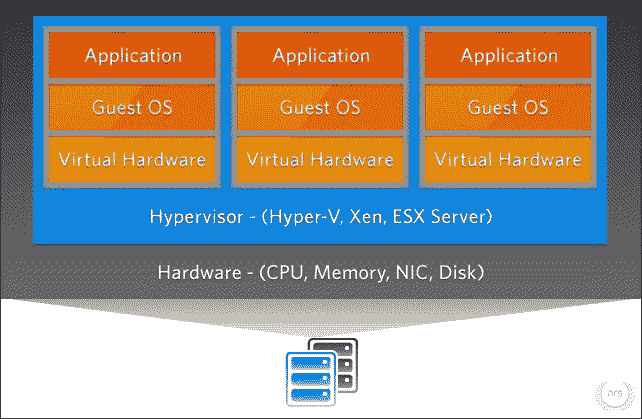 Application Application Application
Guest OS Guest OS Guest OS
Virtual Hardware Virtual Hardware Virtual Hardware
Hypervisor - (Hyper-V, Xen, ESX Server)
Hardware - (CPU, Memory, NIC, Disk)
ars